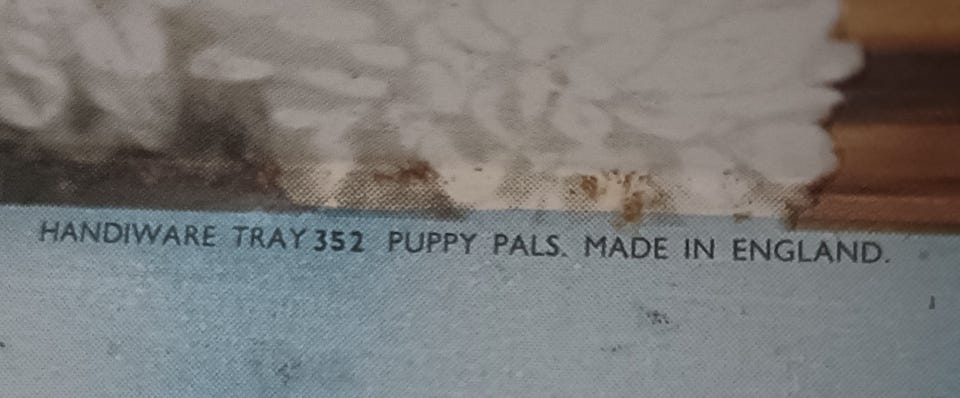 HANDIWARE TRAY 352 PUPPY PALS. MADE IN ENGLAND.